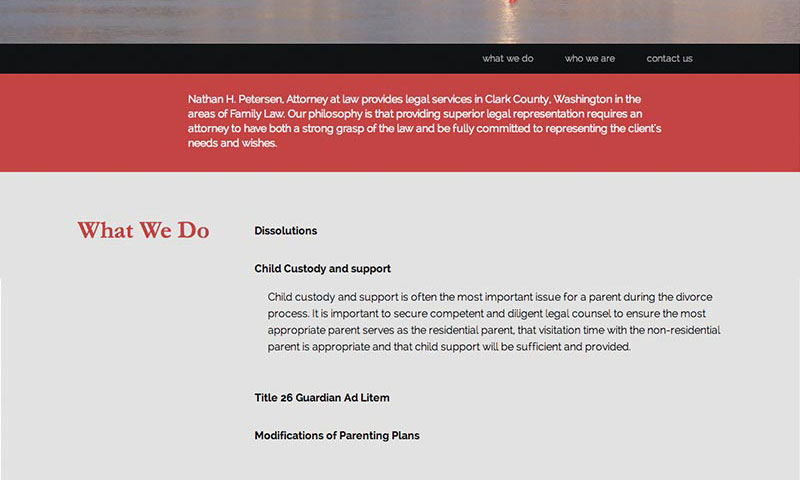 what we do who we are contact us
Nathan H. Petersen, Attorney at law provides legal services in Clark County, Washington in the
areas of Family Law. Our philosophy is that providing superior legal representation requires an
attorney to have both a strong grasp of the law and be fully committed to representing the client's
needs and wishes.
What We Do
Dissolutions
Child Custody and support
Child custody and support is often the most important issue for a parent during the divorce
process. It is important to secure competent and diligent legal counsel to ensure the most
appropriate parent serves as the residential parent, that visitation time with the non-residential
parent is appropriate and that child support will be sufficient and provided.
Title 26 Guardian Ad Litem
Modifications of Parenting Plans